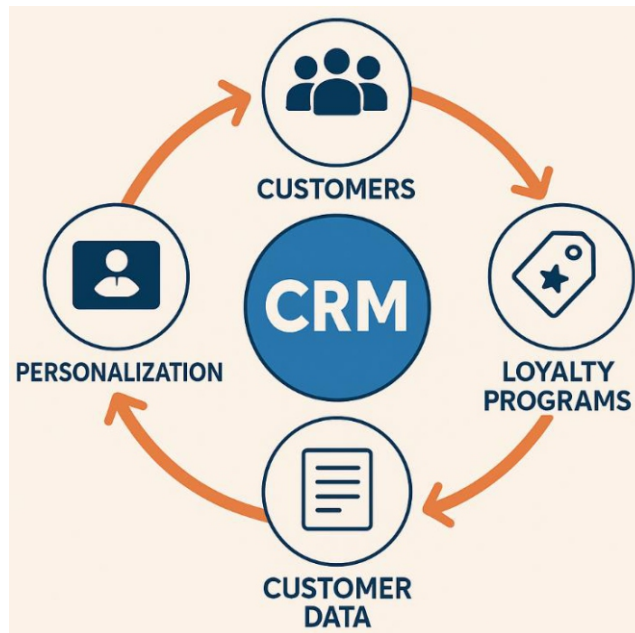 CUSTOMERS
CRM
PERSONALIZATION
LOYALTY
PROGRAMS
CUSTOMER
DATA